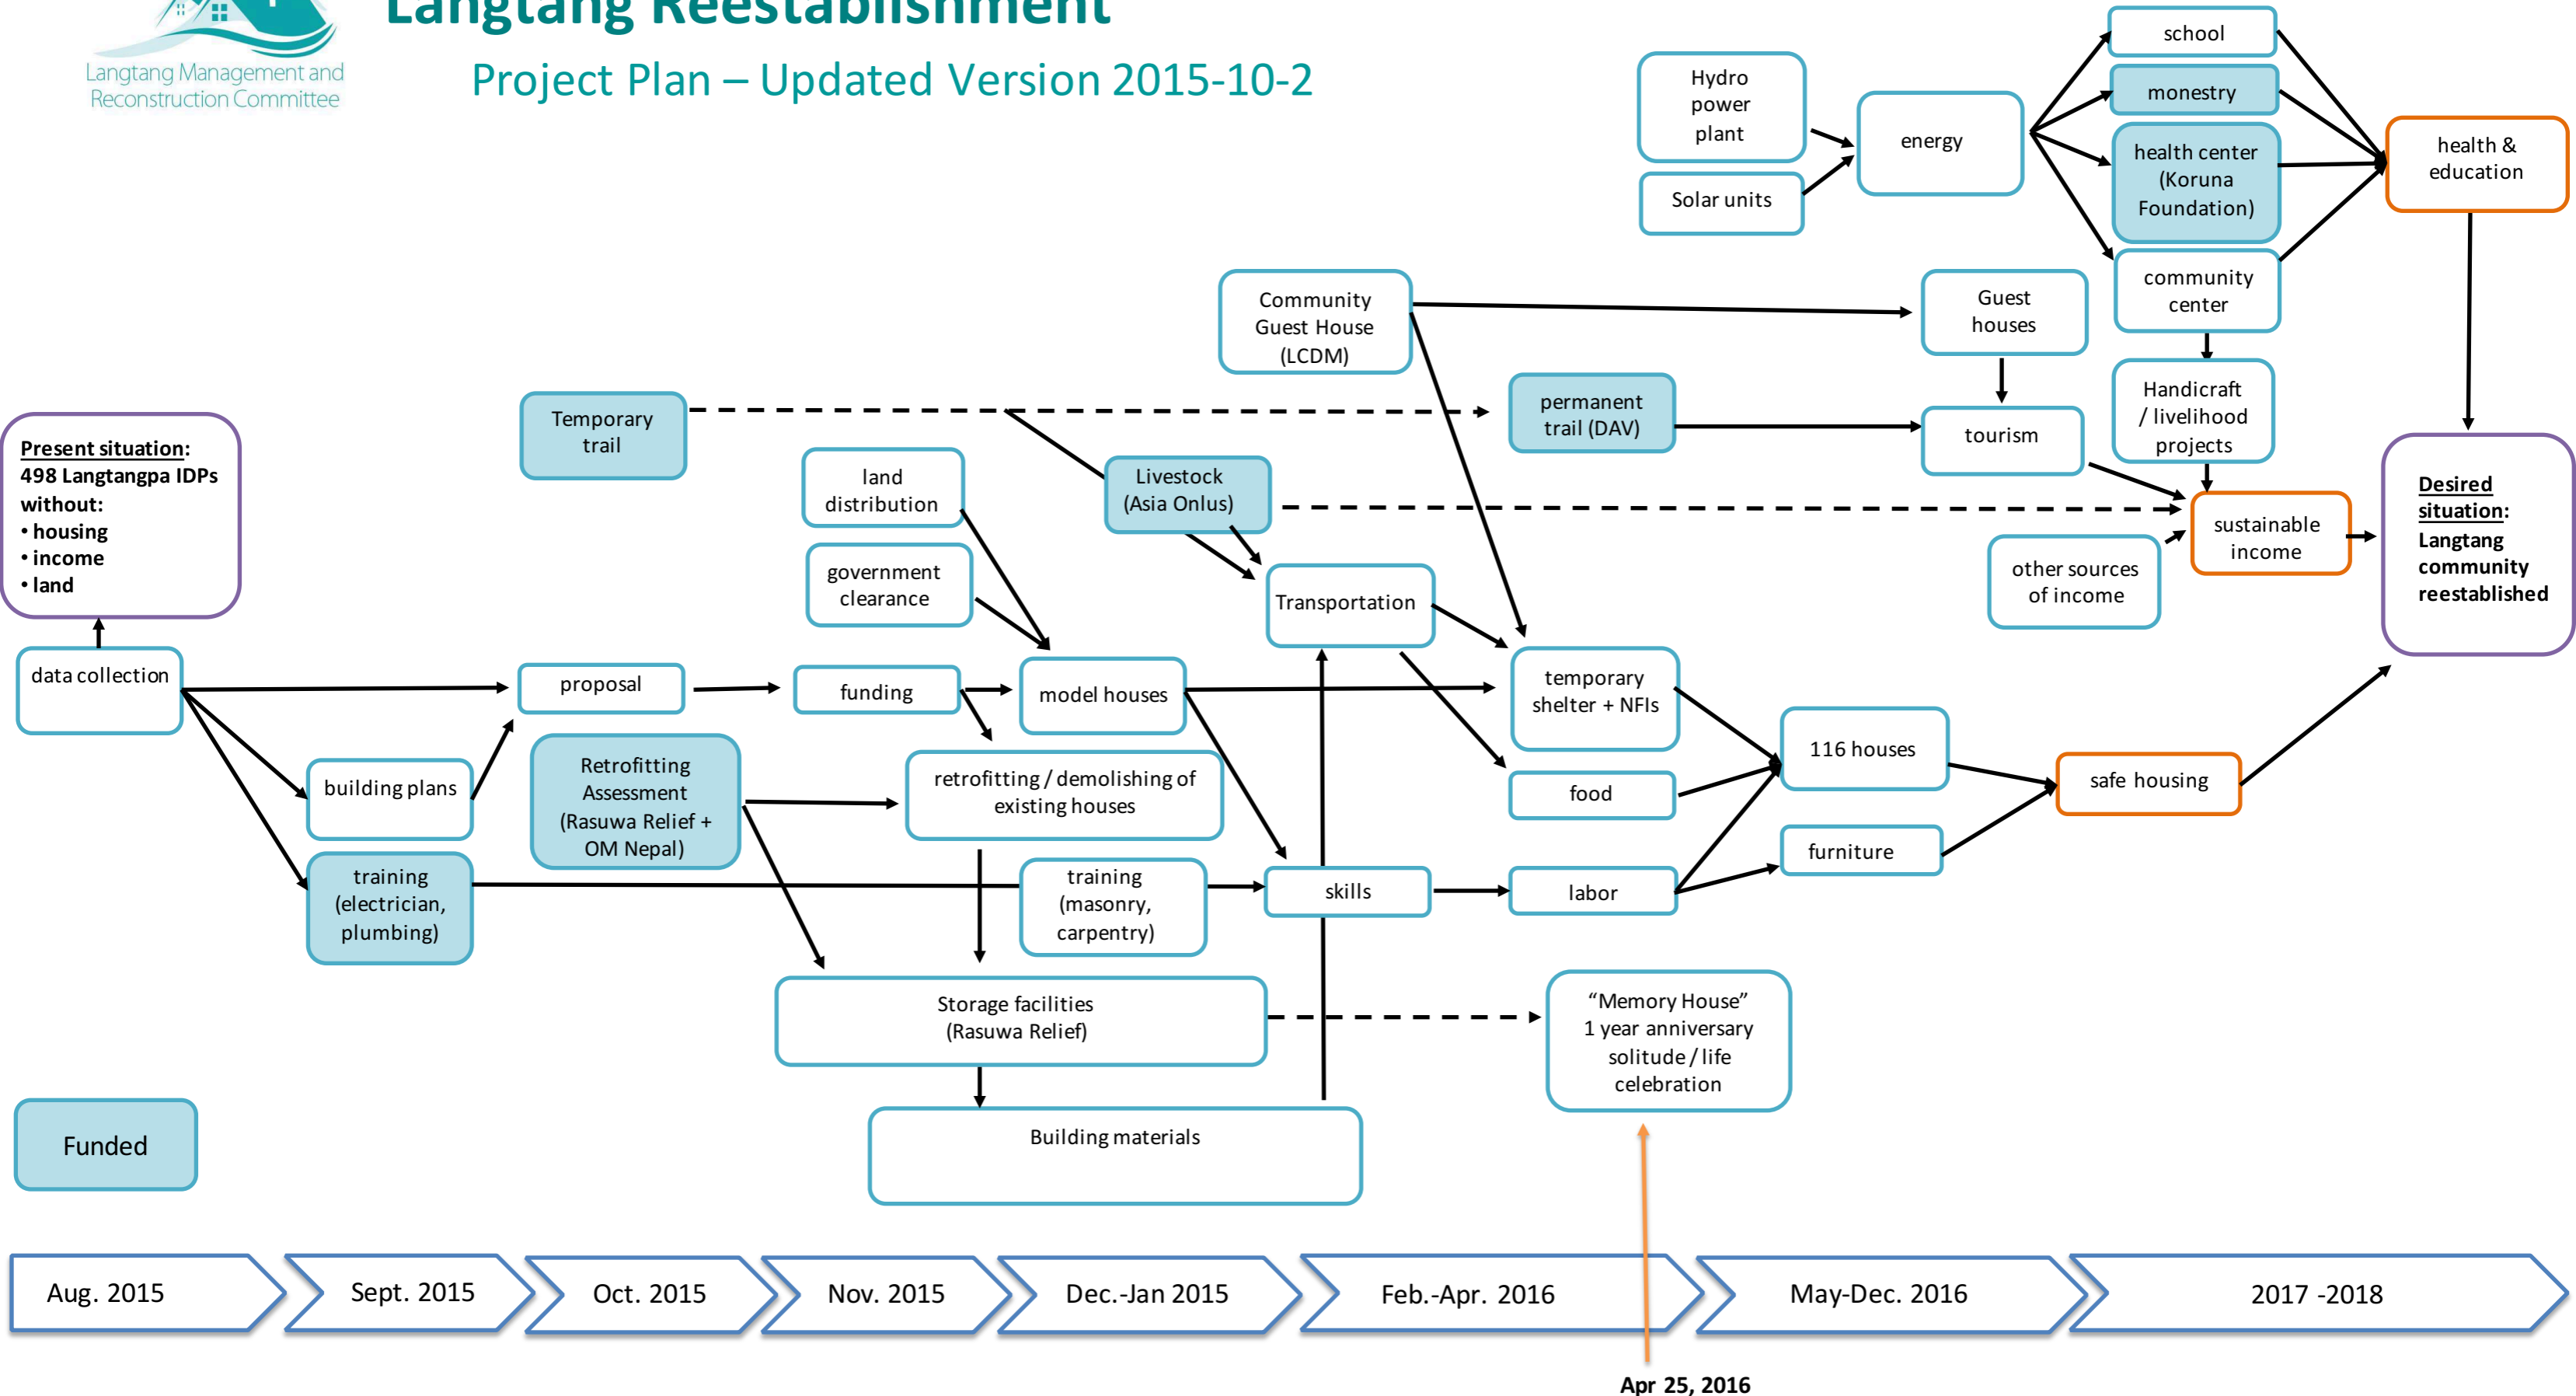 Langtang Reestablishment
Project Plan – Updated Version 2015-10-2
Langtang Management and
Reconstruction Committee
school
monestry
health center
(Koruna
Foundation)
community
center
Hydro
power
plant
Solar units
energy
health &
education
Community
Guest House
(LCDM)
Guest
houses
Handicraft
/ livelihood
projects
Temporary
trail
permanent
trail (DAV)
tourism
Present situation:
498 Langtangpa IDPs
without:
• housing
• income
• land
land
distribution
Livestock
(Asia Onlus)
government
clearance
Transportation
other sources
of income
sustainable
income
Desired
situation:
Langtang
community
reestablished
data collection
proposal
funding
model houses
temporary
shelter + NFIs
116 houses
building plans
Retrofitting
Assessment
(Rasuwa Relief +
OM Nepal)
retrofitting / demolishing of
existing houses
food
safe housing
furniture
training
(electrician,
plumbing)
training
(masonry,
carpentry)
skills
labor
Storage facilities
(Rasuwa Relief)
“Memory House”
1 year anniversary
solitude / life
celebration
Funded
Building materials
Aug. 2015
Sept. 2015
Oct. 2015
Nov. 2015
Dec.-Jan 2015
Feb.-Apr. 2016
May-Dec. 2016
2017 -2018
Apr 25, 2016